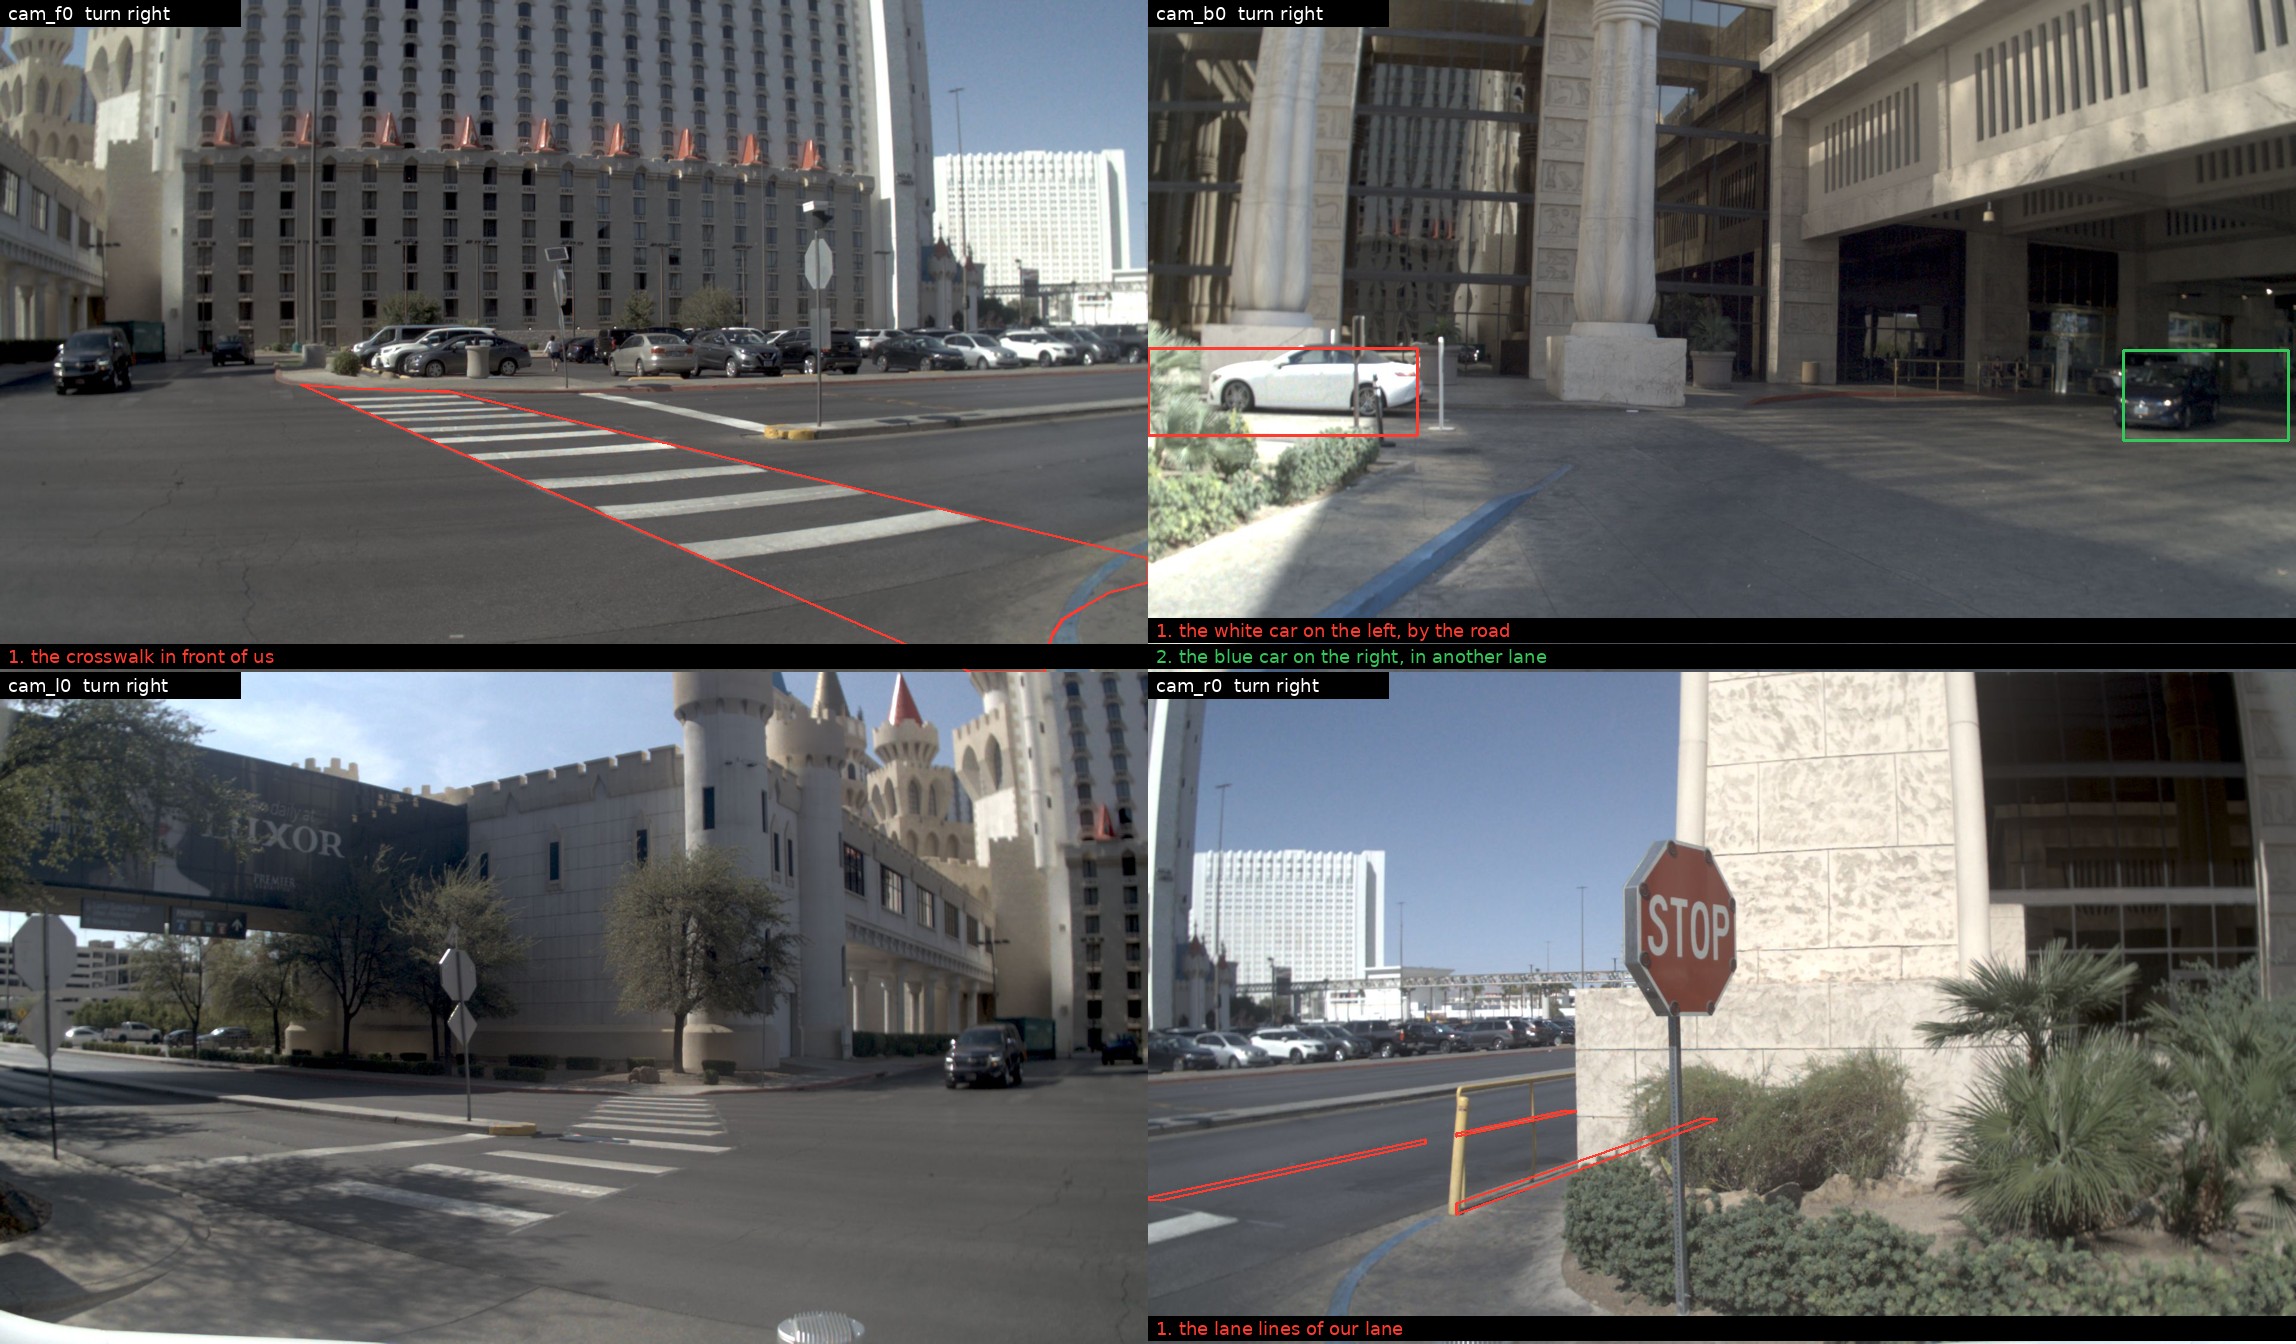 cam_f0 turn right
1. the crosswalk in front of us
cam_b0 turn right
1. the white car on the left, by the road
2. the blue car on the right, in another lane
cam_l0 turn right
LUXOR
PREMIER
cam_r0 turn right
STOP
1. the lane lines of our lane